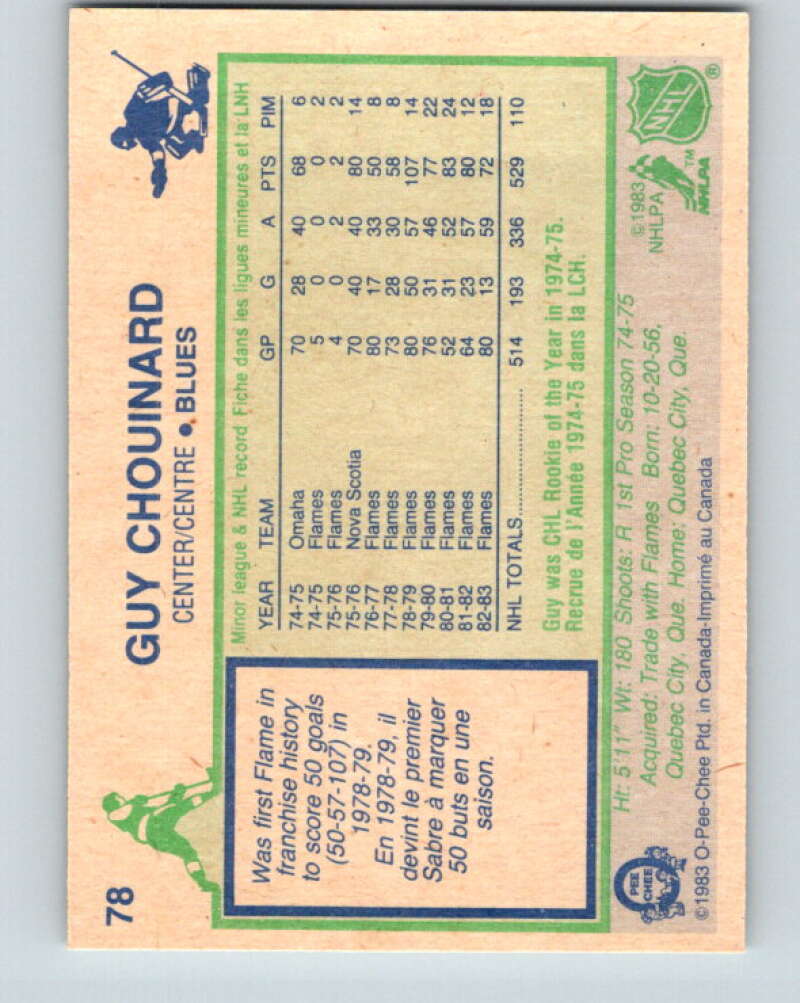 78
GUY CHOUINARD
CENTER/CENTRE • BLUES
Was first Flame in
franchise history
to score 50 goals
(50-57-107) in
1978-79.
En 1978-79, il
devint le premier
Sabre à marquer
50 buts en une
saison.
Minor league & NHL record Fiche dans les ligues mineures et la LNH
YEAR TEAM GP G A PTS PIM
74-75 Omaha 70 28 40 68 6
74-75 Flames 5 0 0 0 2
75-76 Flames 4 0 2 2 2
75-76 Nova Scotia 70 40 40 80 14
76-77 Flames 80 17 33 50 8
77-78 Flames 73 28 30 58 8
78-79 Flames 80 50 57 107 14
79-80 Flames 76 31 46 77 22
80-81 Flames 52 31 52 83 24
81-82 Flames 64 23 57 80 12
82-83 Flames 80 13 59 72 18
NHL TOTALS.................... 514 193 336 529 110
Guy was CHL Rookie of the Year in 1974-75.
Recrue de l'Année 1974-75 dans la LCH.
Ht: 5'11" Wt: 180 Shoots: R 1st Pro Season 74-75
Acquired: Trade with Flames Born: 10-20-56,
Quebec City, Que. Home: Quebec City, Que.
©1983 O-Pee-Chee Ptd. in Canada-Imprimé au Canada
PEE
CHEE
©1983
NHLPA
TM
NHLPA
NHL
®